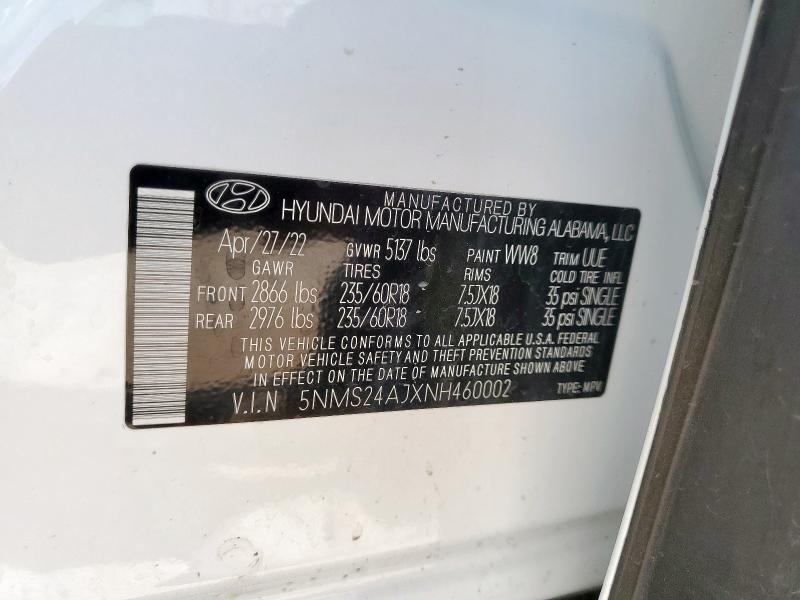 MANUFACTURED BY
HYUNDAI MOTOR MANUFACTURING ALABAMA, LLC
Apr/27/22 GVWR 5137 lbs PAINT WW8 TRIM UUE
GAWR TIRES RIMS COLD TIRE INFL
FRONT 2866 lbs 235/60R18 7.5JX18 35 psi SINGLE
REAR 2976 lbs 235/60R18 7.5JX18 35 psi SINGLE
THIS VEHICLE CONFORMS TO ALL APPLICABLE U.S.A. FEDERAL
MOTOR VEHICLE SAFETY AND THEFT PREVENTION STANDARDS
IN EFFECT ON THE DATE OF MANUFACTURE SHOWN ABOVE
V.I.N 5NMS24AJXNH460002 TYPE: MPV